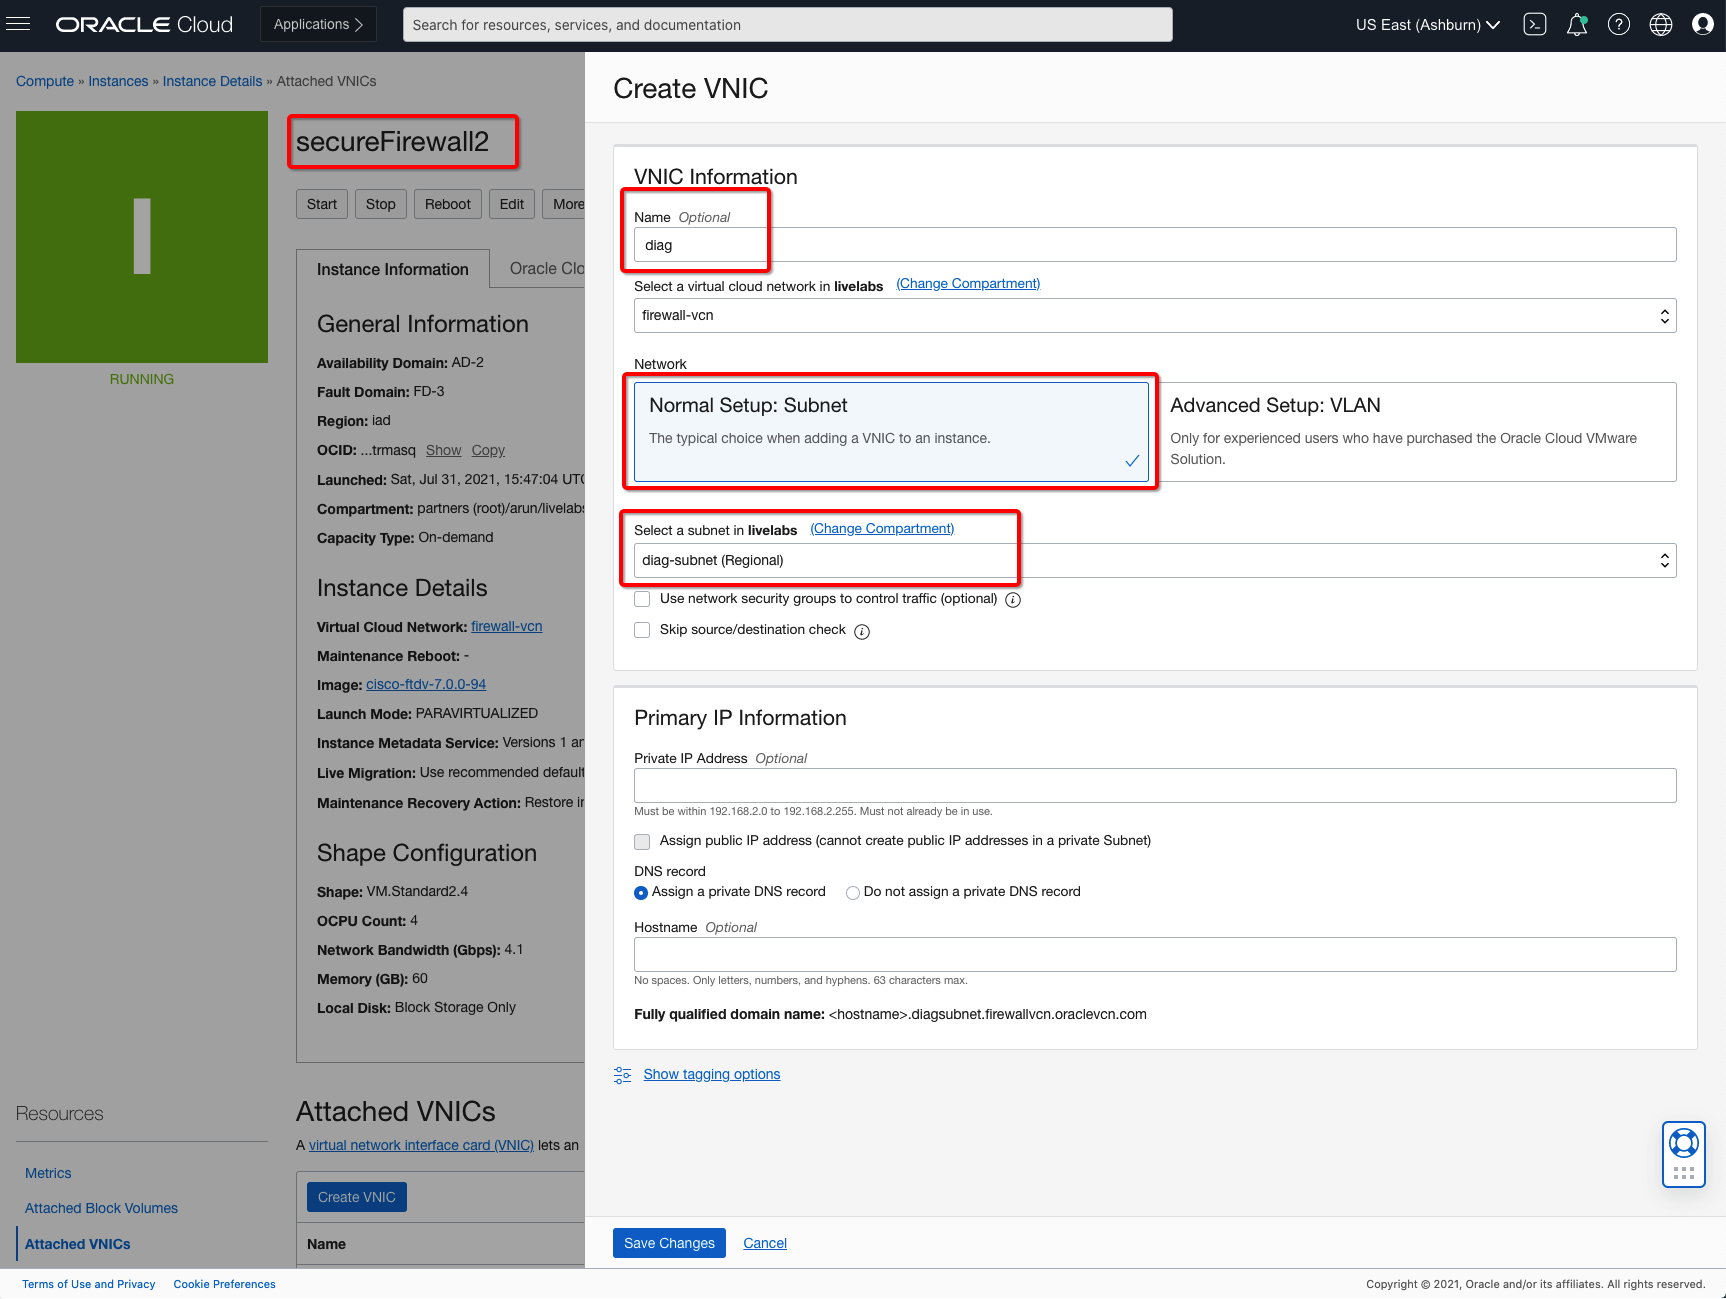 ORACLE Cloud
Applications
Search for resources, services, and documentation
US East (Ashburn)
Compute » Instances » Instance Details » Attached VNICs
I
RUNNING
secureFirewall2
Start Stop Reboot Edit More
Instance Information Oracle Clo
General Information
Availability Domain: AD-2
Fault Domain: FD-3
Region: iad
OCID: ...trmasq Show Copy
Launched: Sat, Jul 31, 2021, 15:47:04 UTC
Compartment: partners (root)/arun/livelabs
Capacity Type: On-demand
Instance Details
Virtual Cloud Network: firewall-vcn
Maintenance Reboot: -
Image: cisco-ftdv-7.0.0-94
Launch Mode: PARAVIRTUALIZED
Instance Metadata Service: Versions 1 an
Live Migration: Use recommended default
Maintenance Recovery Action: Restore in
Shape Configuration
Shape: VM.Standard2.4
OCPU Count: 4
Network Bandwidth (Gbps): 4.1
Memory (GB): 60
Local Disk: Block Storage Only
Resources
Metrics
Attached Block Volumes
Attached VNICs
Attached VNICs
A virtual network interface card (VNIC) lets an
Create VNIC
Name
Create VNIC
VNIC Information
Name Optional
diag
Select a virtual cloud network in livelabs (Change Compartment)
firewall-vcn
Network
Normal Setup: Subnet
The typical choice when adding a VNIC to an instance.
Advanced Setup: VLAN
Only for experienced users who have purchased the Oracle Cloud VMware
Solution.
Select a subnet in livelabs (Change Compartment)
diag-subnet (Regional)
Use network security groups to control traffic (optional)
Skip source/destination check
Primary IP Information
Private IP Address Optional
Must be within 192.168.2.0 to 192.168.2.255. Must not already be in use.
Assign public IP address (cannot create public IP addresses in a private Subnet)
DNS record
Assign a private DNS record Do not assign a private DNS record
Hostname Optional
No spaces. Only letters, numbers, and hyphens. 63 characters max.
Fully qualified domain name: <hostname>.diagsubnet.firewallvcn.oraclevcn.com
Show tagging options
Save Changes Cancel
Terms of Use and Privacy Cookie Preferences
Copyright © 2021, Oracle and/or its affiliates. All rights reserved.